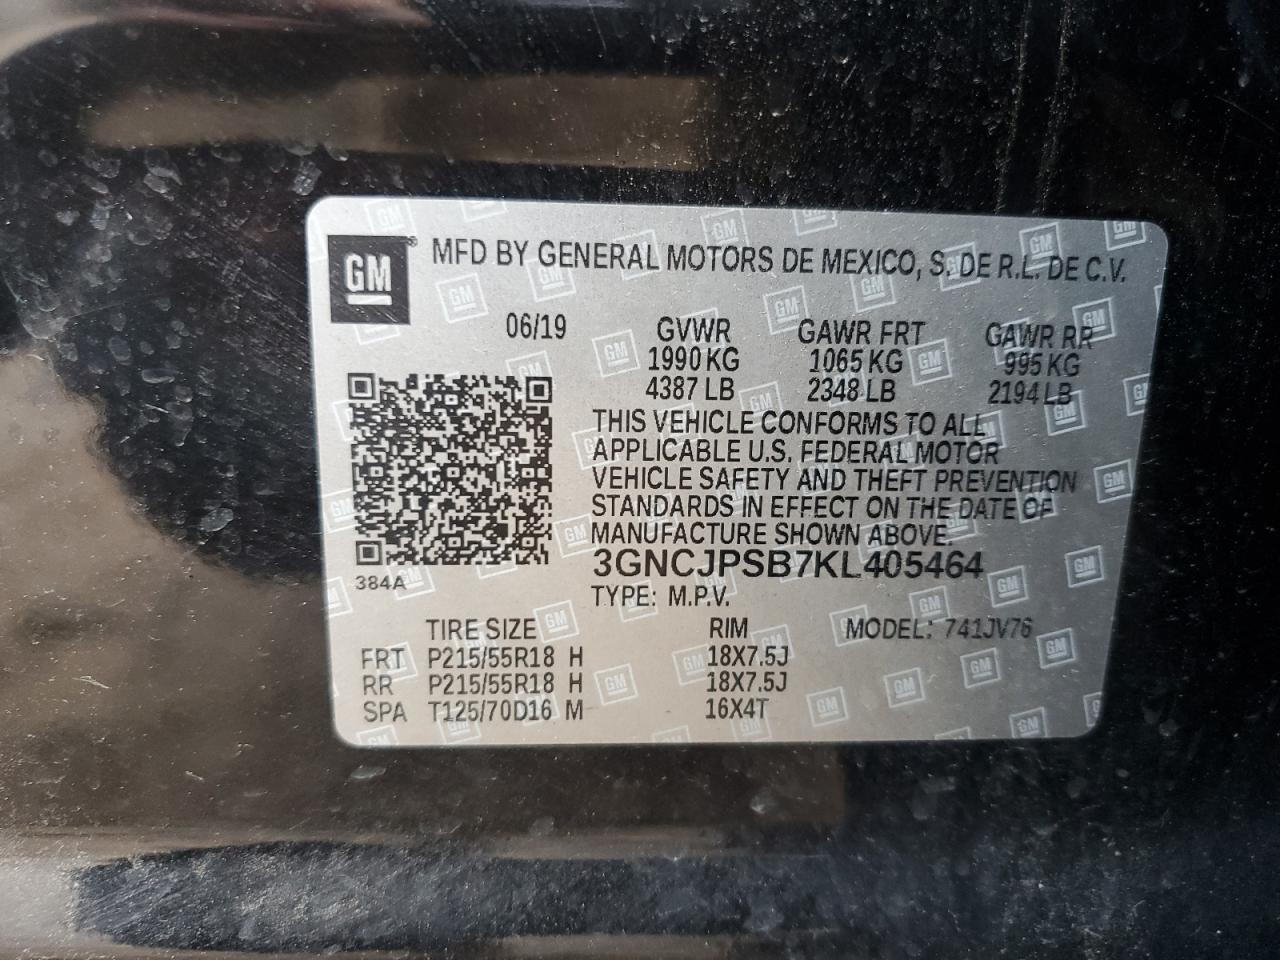 GM ® MFD BY GENERAL MOTORS DE MEXICO, S. DE R.L. DE C.V.
06/19 GVWR GAWR FRT GAWR RR
1990 KG 1065 KG 995 KG
4387 LB 2348 LB 2194 LB
THIS VEHICLE CONFORMS TO ALL
APPLICABLE U.S. FEDERAL MOTOR
VEHICLE SAFETY AND THEFT PREVENTION
STANDARDS IN EFFECT ON THE DATE OF
MANUFACTURE SHOWN ABOVE.
384A
3GNCJPSB7KL405464
TYPE: M.P.V.
TIRE SIZE RIM MODEL: 741JV76
FRT P215/55R18 H 18X7.5J
RR P215/55R18 H 18X7.5J
SPA T125/70D16 M 16X4T